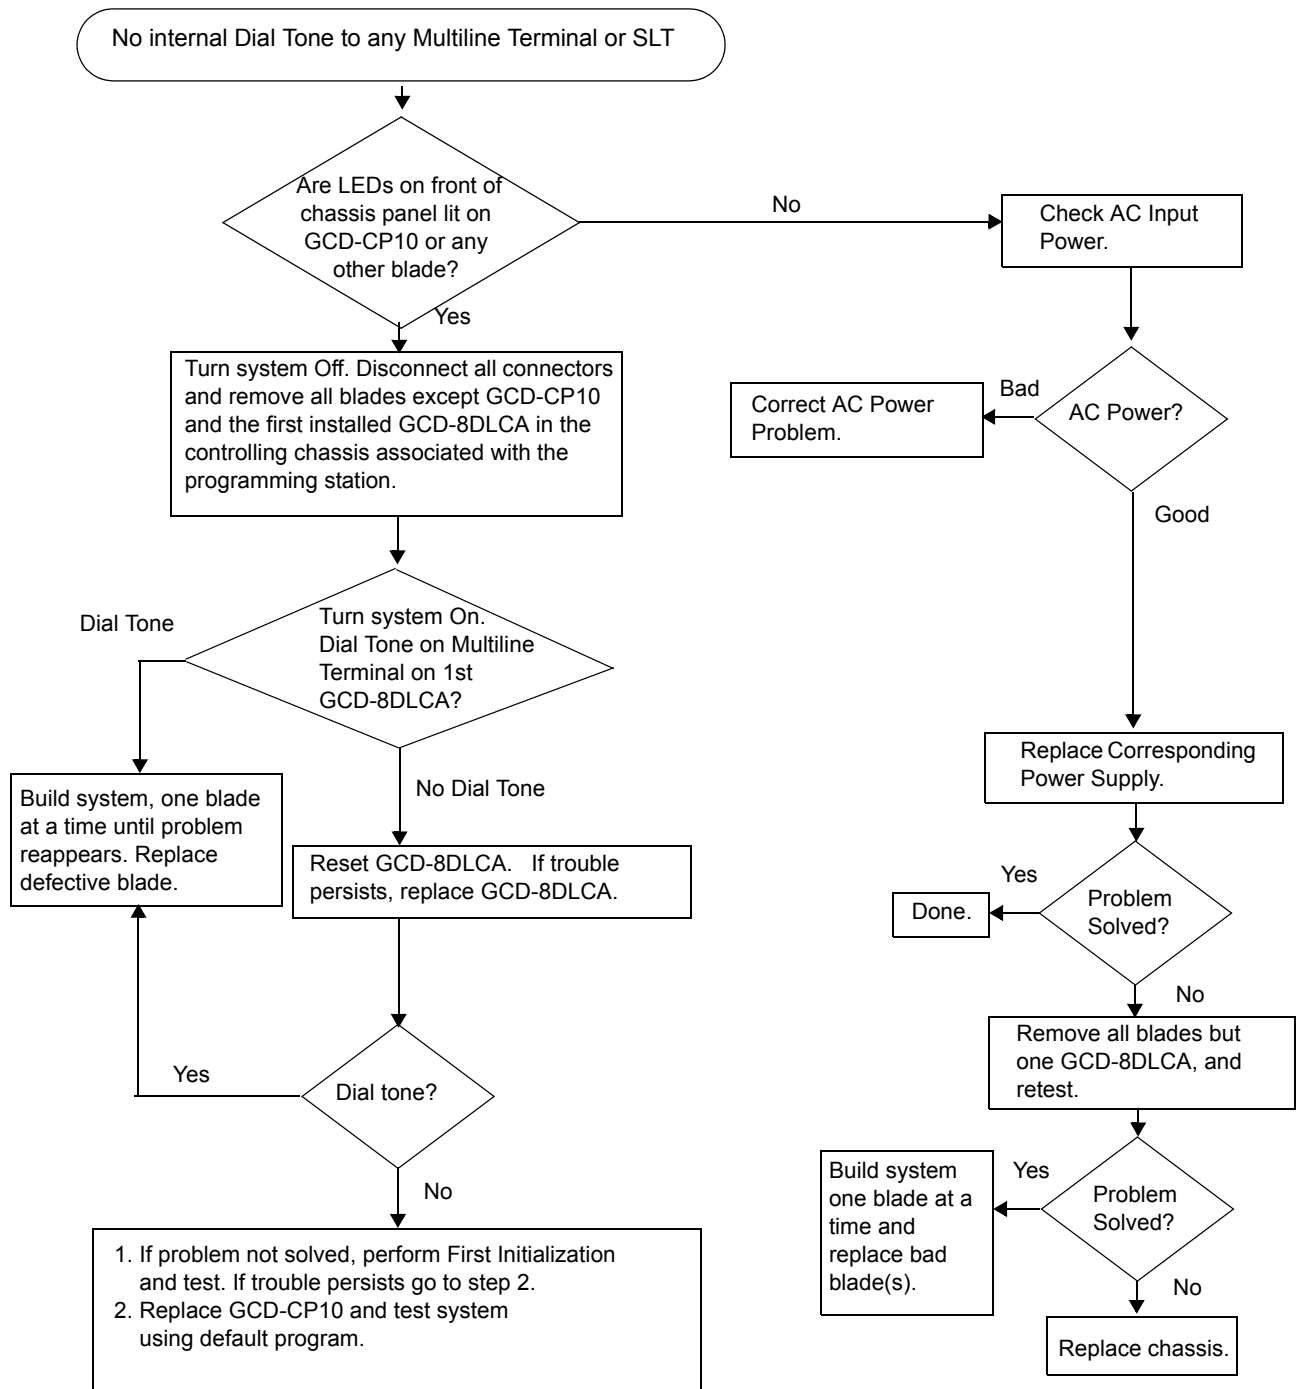 No internal Dial Tone to any Multiline Terminal or SLT
Are LEDs on front of
chassis panel lit on
GCD-CP10 or any
other blade?
No
Check AC Input
Power.
Yes
Turn system Off. Disconnect all connectors
and remove all blades except GCD-CP10
and the first installed GCD-8DLCA in the
controlling chassis associated with the
programming station.
AC Power?
Bad
Correct AC Power
Problem.
Good
Turn system On.
Dial Tone on Multiline
Terminal on 1st
GCD-8DLCA?
Dial Tone
Build system, one blade
at a time until problem
reappears. Replace
defective blade.
No Dial Tone
Reset GCD-8DLCA. If trouble
persists, replace GCD-8DLCA.
Replace Corresponding
Power Supply.
Problem
Solved?
Yes
Done.
No
Remove all blades but
one GCD-8DLCA, and
retest.
Dial tone?
Yes
No
1. If problem not solved, perform First Initialization
and test. If trouble persists go to step 2.
2. Replace GCD-CP10 and test system
using default program.
Problem
Solved?
Yes
Build system
one blade at a
time and
replace bad
blade(s).
No
Replace chassis.